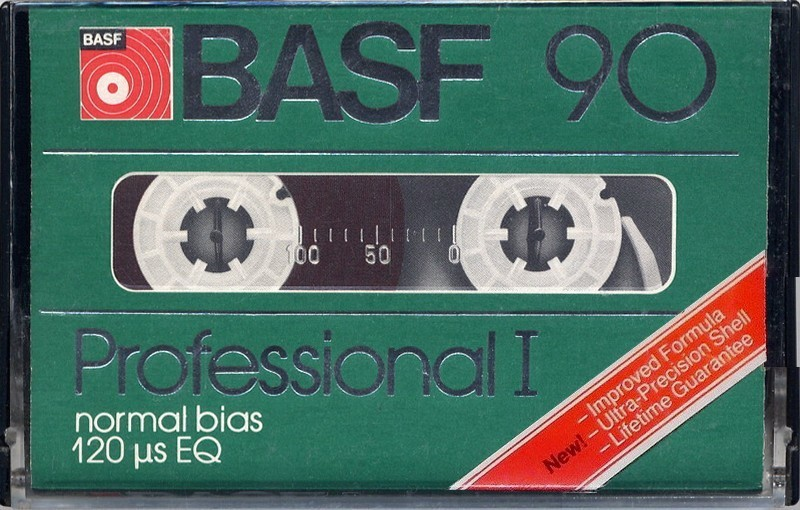 BASF
BASF 90
100 50 0
Professional I
normal bias
120 µs EQ
New! – Improved Formula
– Ultra-Precision Shell
– Lifetime Guarantee